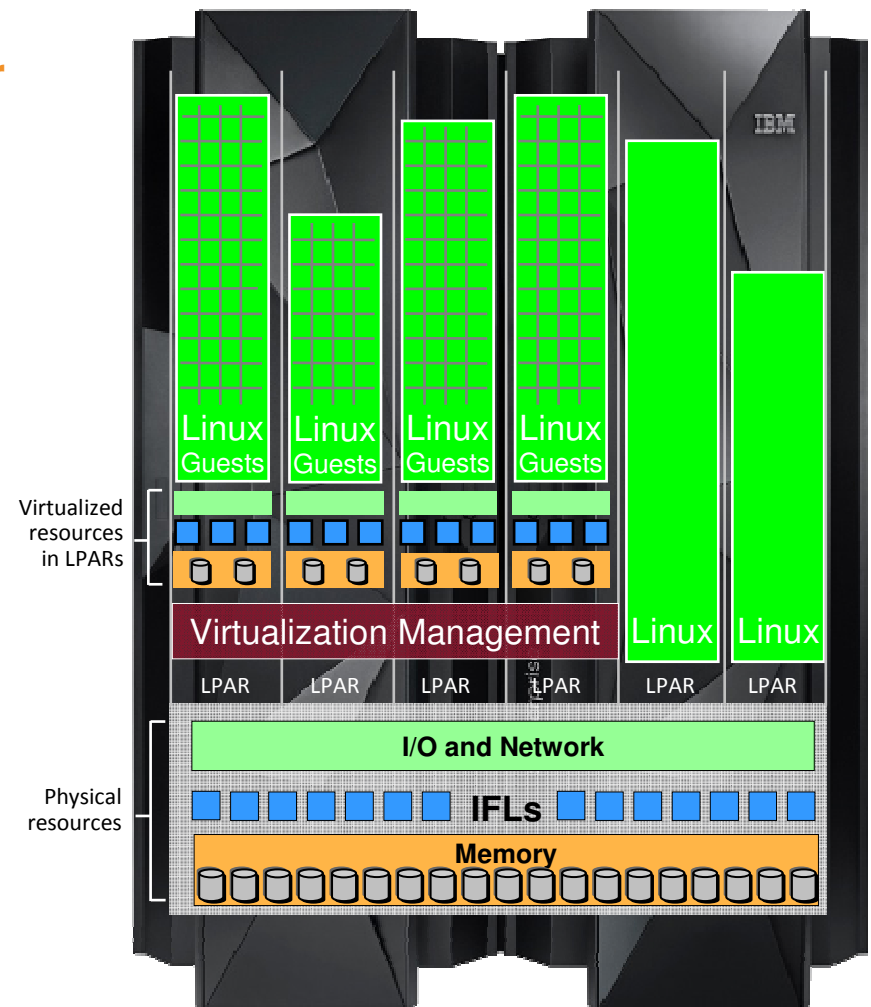 IBM
Linux
Guests
Linux
Guests
Linux
Guests
Linux
Guests
Virtualized
resources
in LPARs
Virtualization Management
Linux
Linux
LPAR
LPAR
LPAR
LPAR
LPAR
LPAR
I/O and Network
Physical
resources
IFLs
Memory